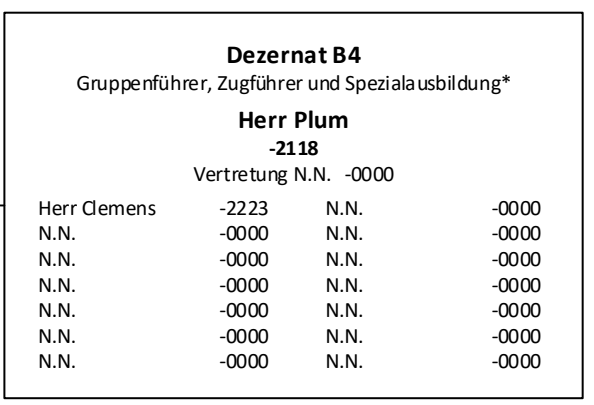 Dezernat B4
Gruppenführer, Zugführer und Spezialausbildung*
Herr Plum
-2118
Vertretung N.N. -0000
Herr Clemens -2223 N.N. -0000
N.N. -0000 N.N. -0000
N.N. -0000 N.N. -0000
N.N. -0000 N.N. -0000
N.N. -0000 N.N. -0000
N.N. -0000 N.N. -0000
N.N. -0000 N.N. -0000